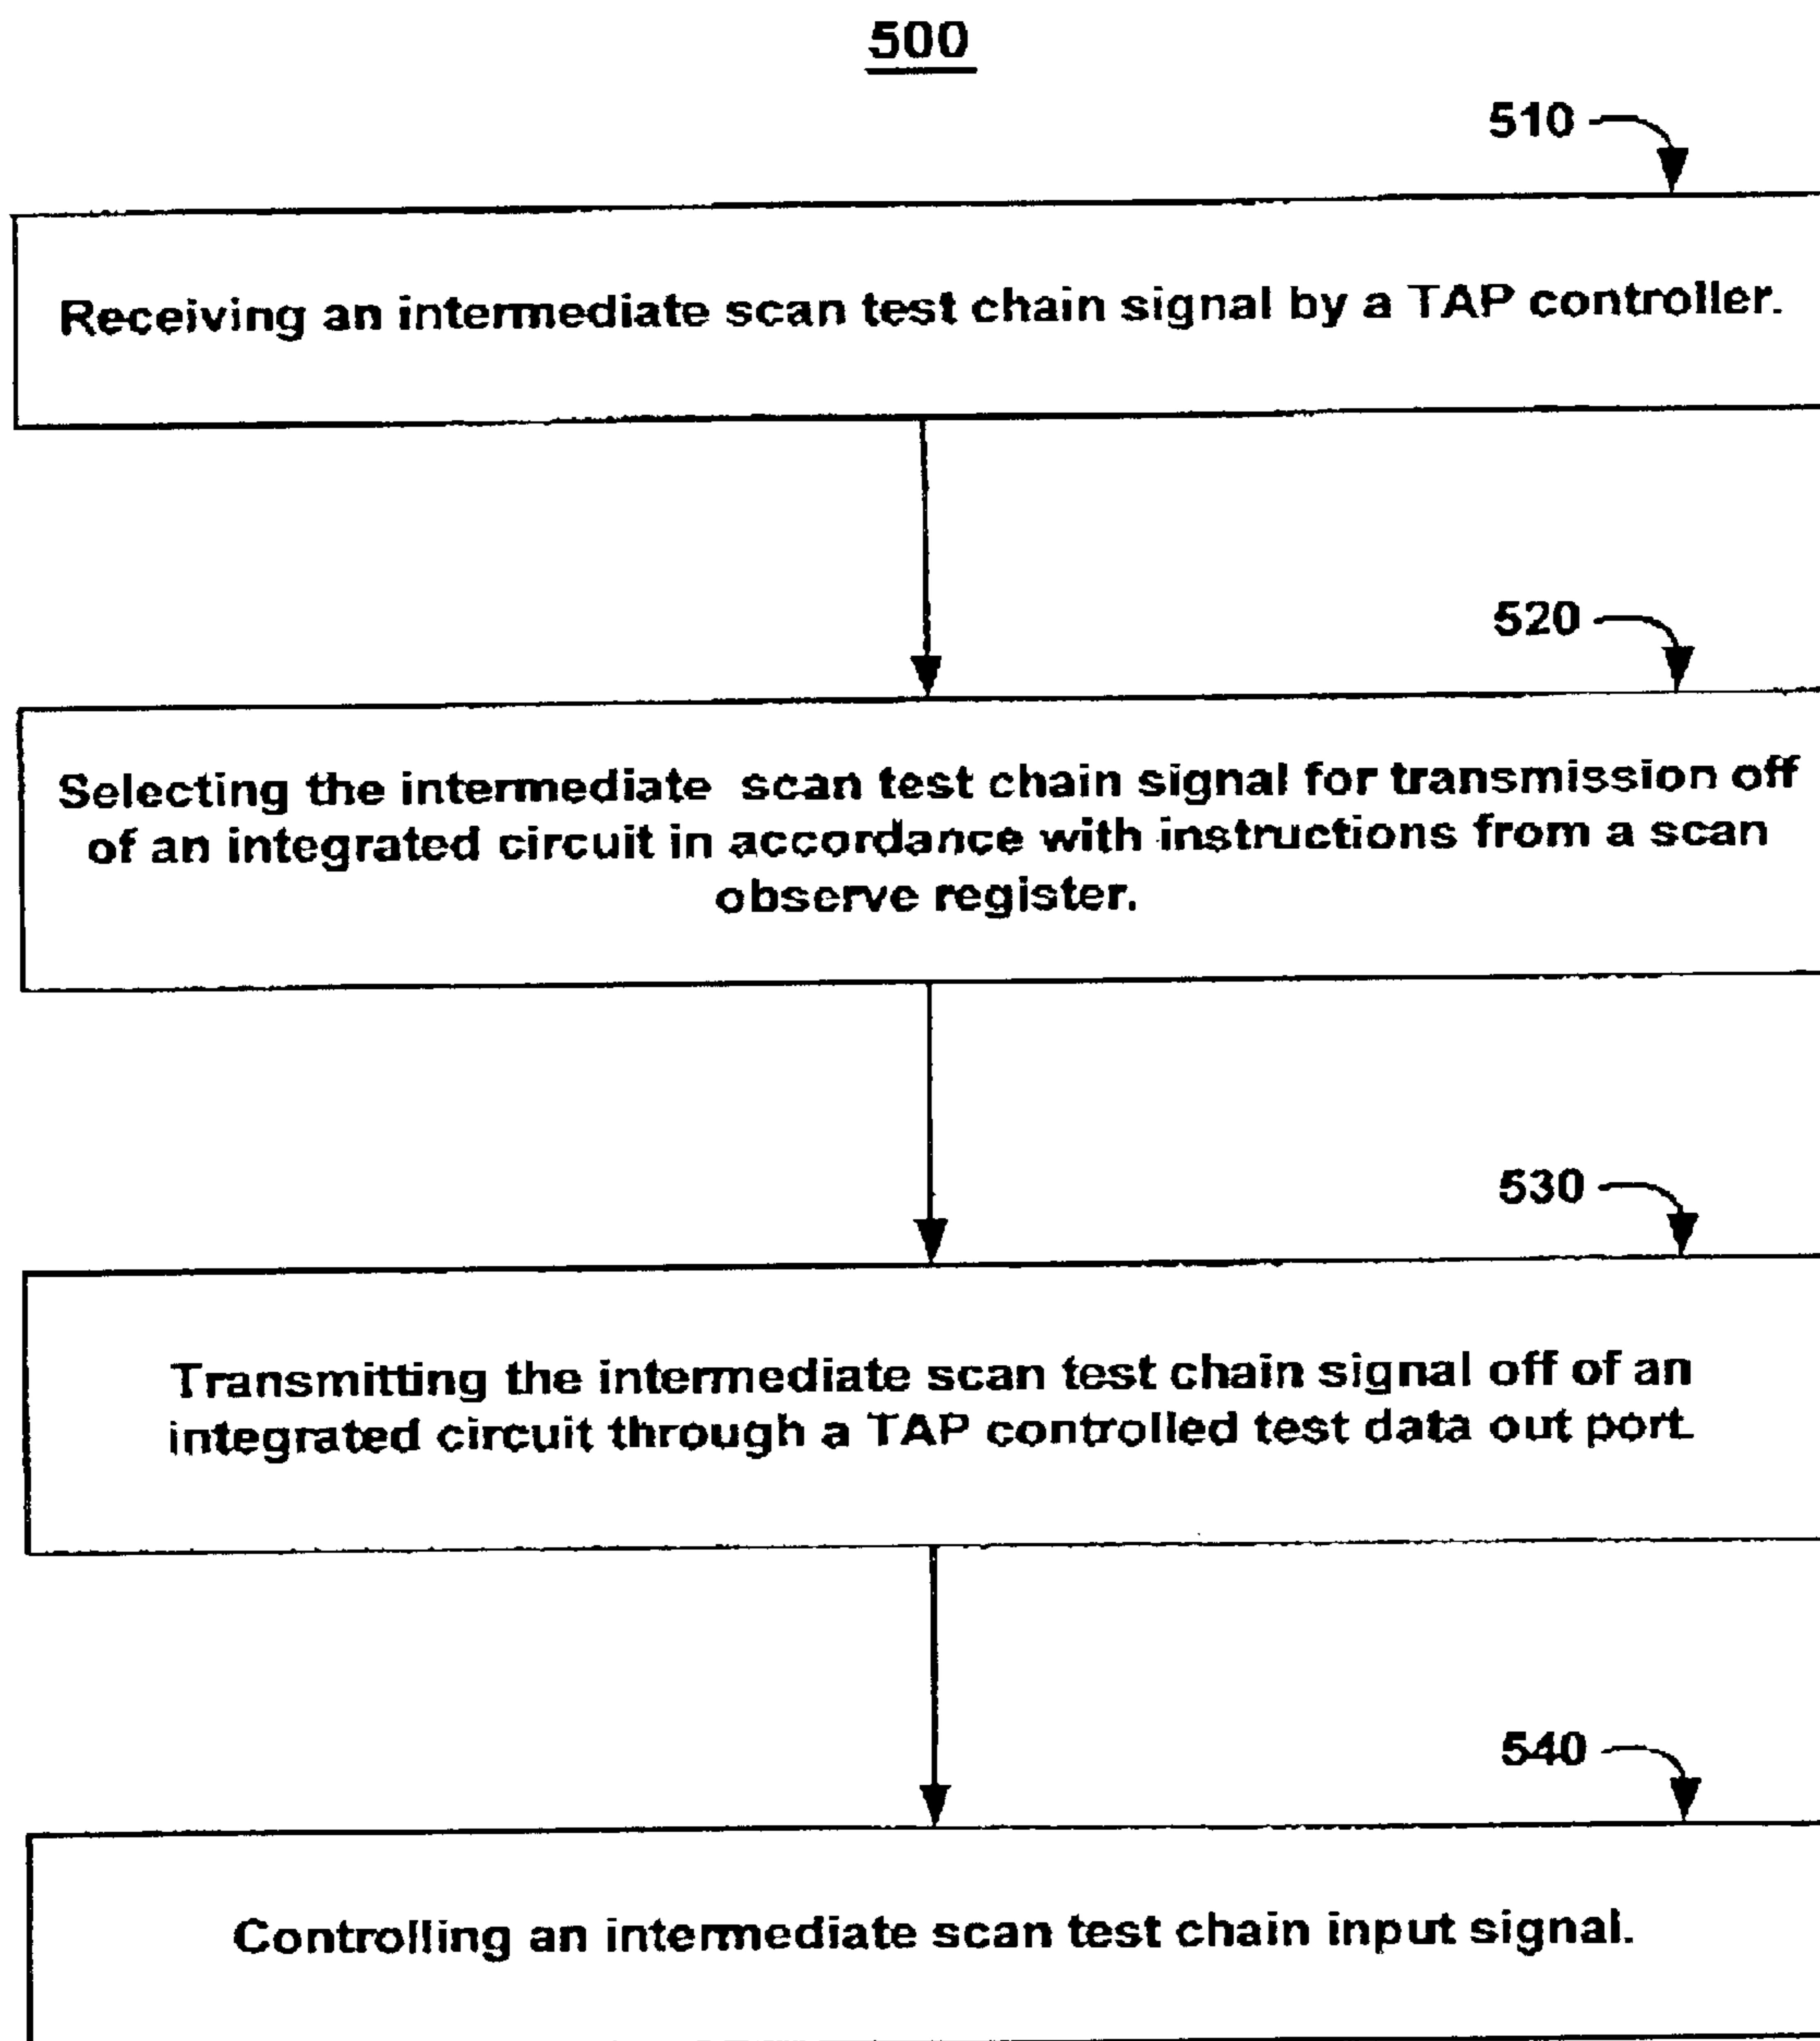 500
510
Receiving an intermediate scan test chain signal by a TAP controller.
520
Selecting the intermediate scan test chain signal for transmission off
of an integrated circuit in accordance with instructions from a scan
observe register.
530
Transmitting the intermediate scan test chain signal off of an
integrated circuit through a TAP controlled test data out port.
540
Controlling an intermediate scan test chain input signal.